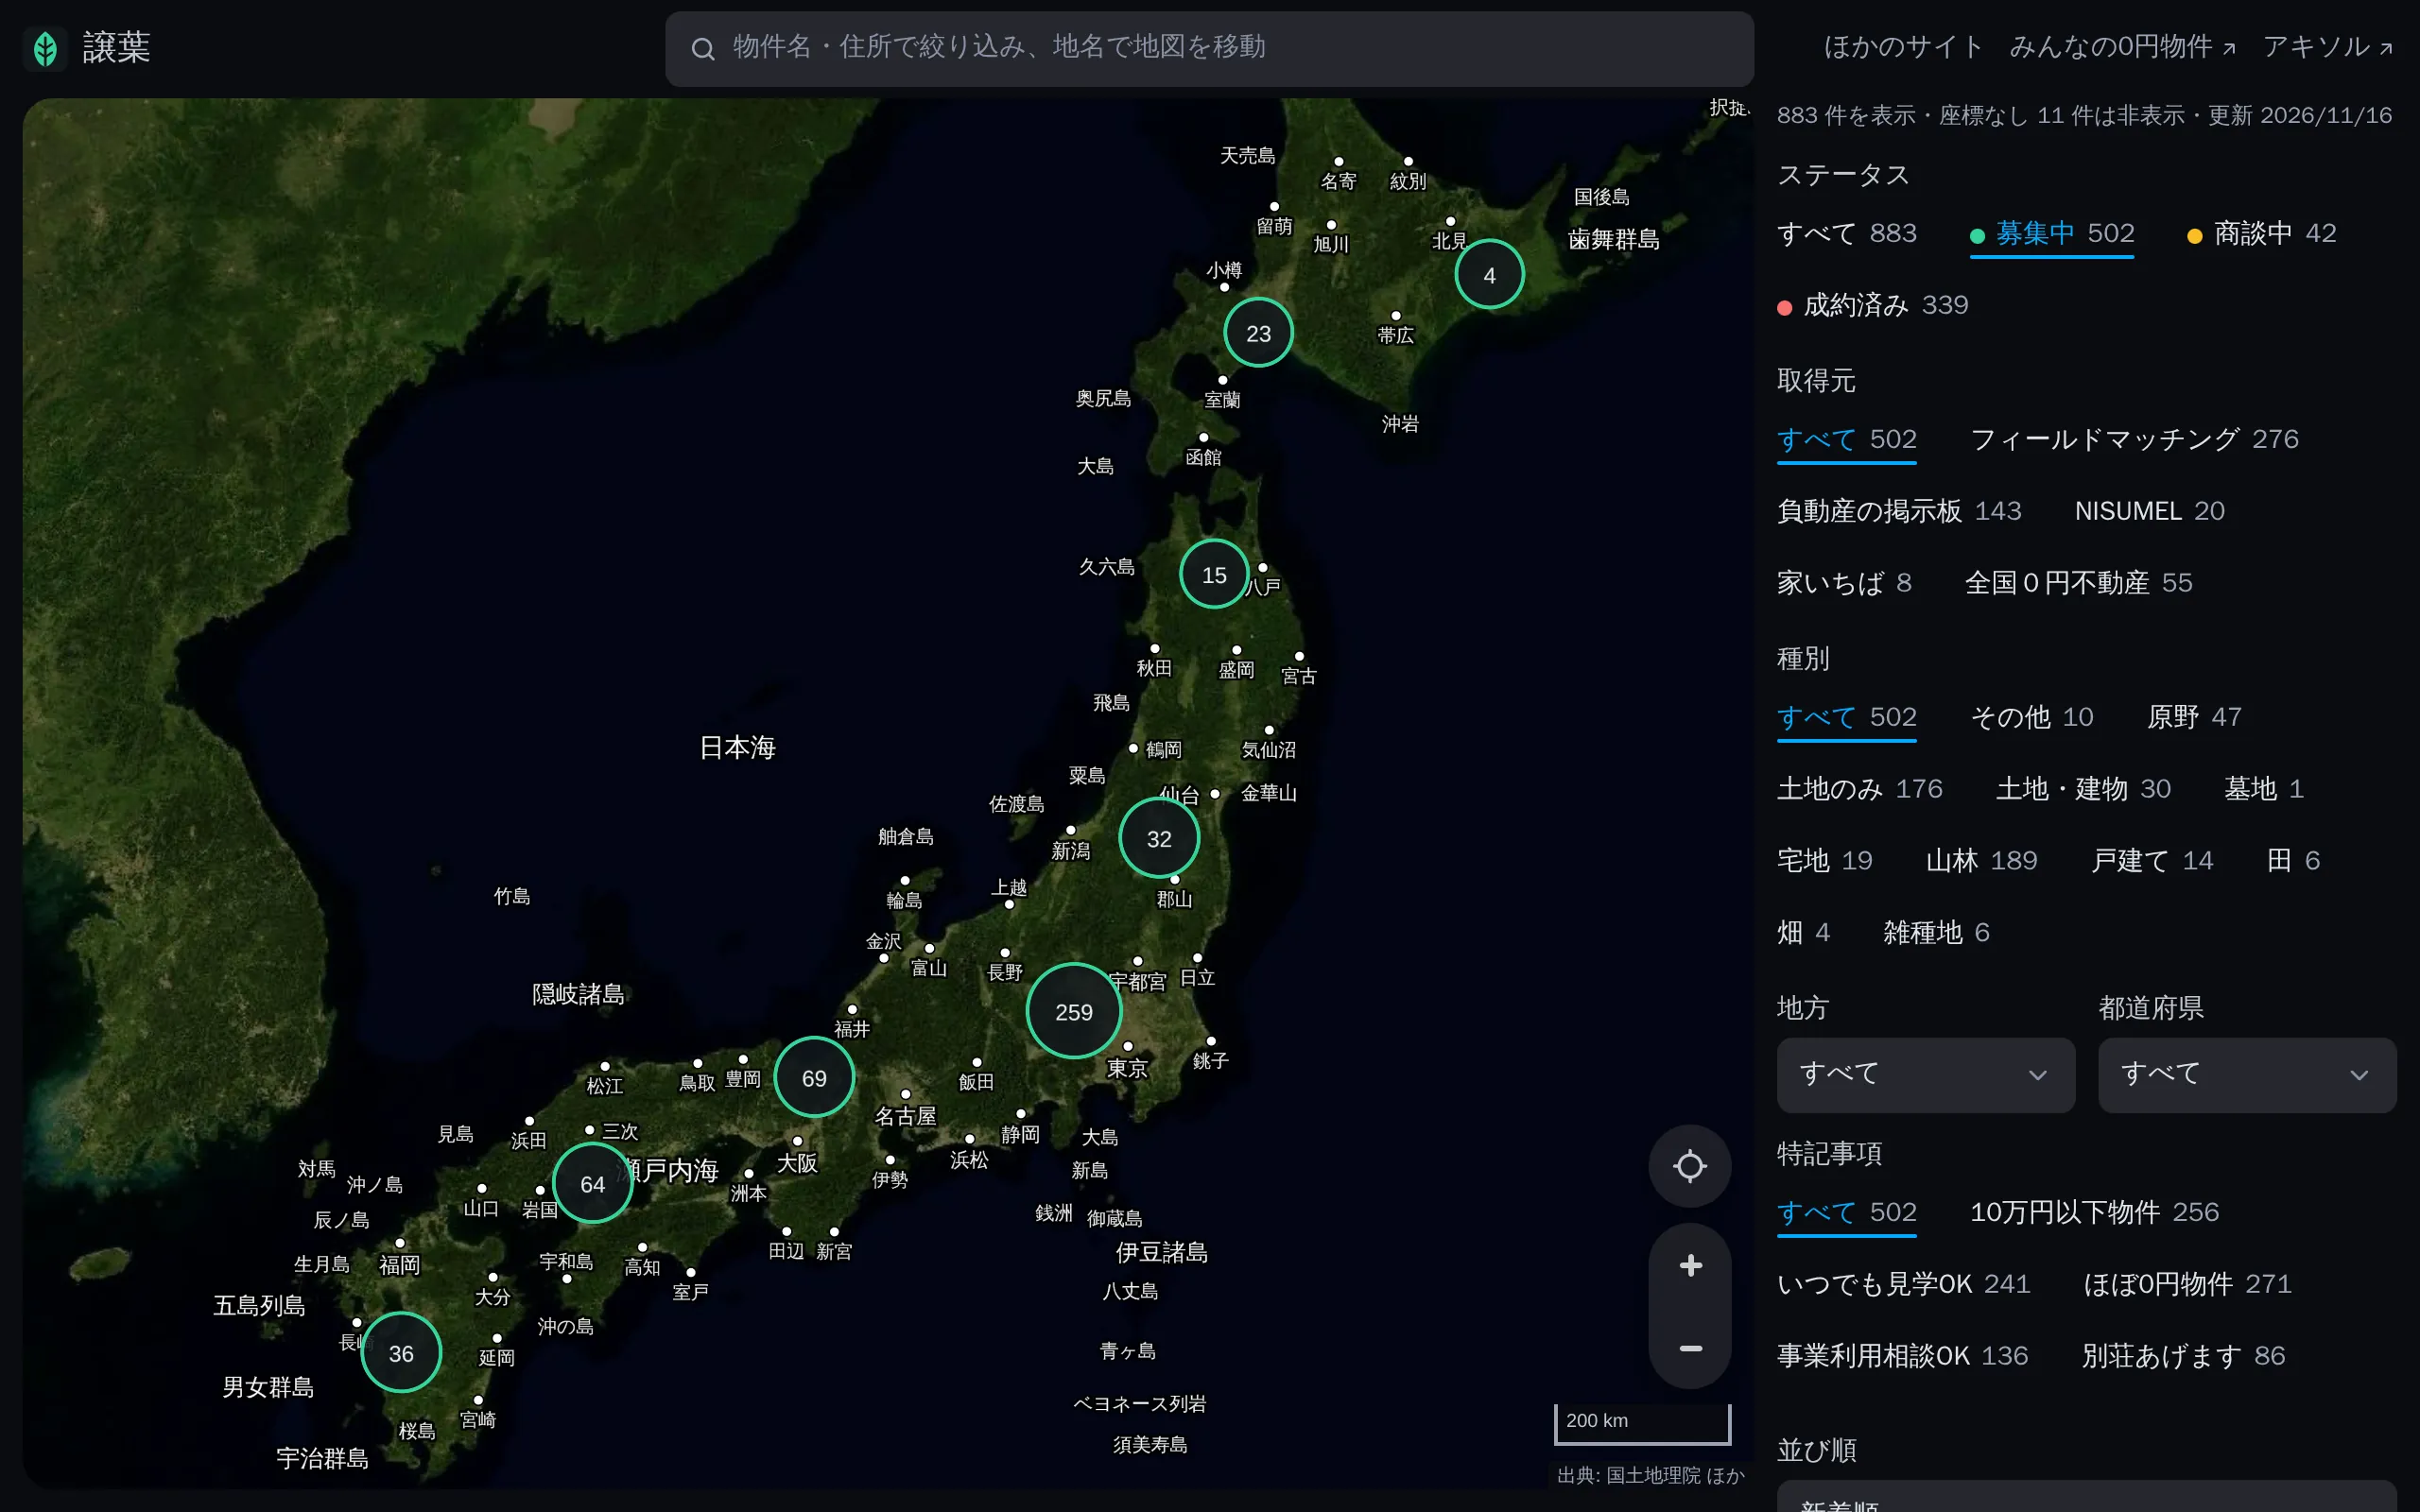 譲葉
物件名・住所で絞り込み、地名で地図を移動
ほかのサイト みんなの0円物件 アキソル
883 件を表示・座標なし 11 件は非表示・更新 2026/11/16
ステータス
すべて 883 募集中 502 商談中 42
成約済み 339
取得元
すべて 502 フィールドマッチング 276
負動産の掲示板 143 NISUMEL 20
家いちば 8 全国0円不動産 55
種別
すべて 502 その他 10 原野 47
土地のみ 176 土地・建物 30 墓地 1
宅地 19 山林 189 戸建て 14 田 6
畑 4 雑種地 6
地方 都道府県
すべて すべて
特記事項
すべて 502 10万円以下物件 256
いつでも見学OK 241 ほぼ0円物件 271
事業利用相談OK 136 別荘あげます 86
並び順
新着順
天売島
名寄
紋別
国後島
留萌
旭川
北見
歯舞群島
4
小樽
23
帯広
室蘭
奥尻島
沖岩
函館
大島
久六島
15
八戸
秋田
盛岡
宮古
飛島
日本海
鶴岡
気仙沼
粟島
仙台
金華山
佐渡島
舳倉島
新潟
32
竹島
輪島
上越
郡山
金沢
富山
長野
宇都宮
日立
隠岐諸島
259
福井
松江
鳥取
豊岡
69
飯田
東京
銚子
名古屋
見島
浜田
三次
大阪
静岡
大島
対馬
沖ノ島
64
瀬戸内海
洲本
伊勢
浜松
新島
山口
岩国
辰ノ島
銭洲
御蔵島
生月島
福岡
宇和島
高知
田辺
新宮
伊豆諸島
五島列島
大分
室戸
八丈島
長崎
36
沖の島
延岡
青ヶ島
男女群島
桜島
宮崎
ベヨネース列岩
宇治群島
須美寿島
200 km
出典: 国土地理院 ほか